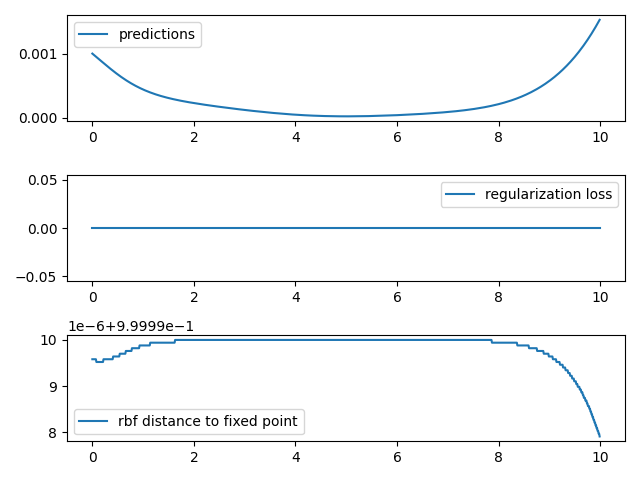 predictions
0.001
0.000
0 2 4 6 8 10
0.05
regularization loss
0.00
−0.05
0 2 4 6 8 10
1e−6+9.9999e−1
10
9
rbf distance to fixed point
8
0 2 4 6 8 10